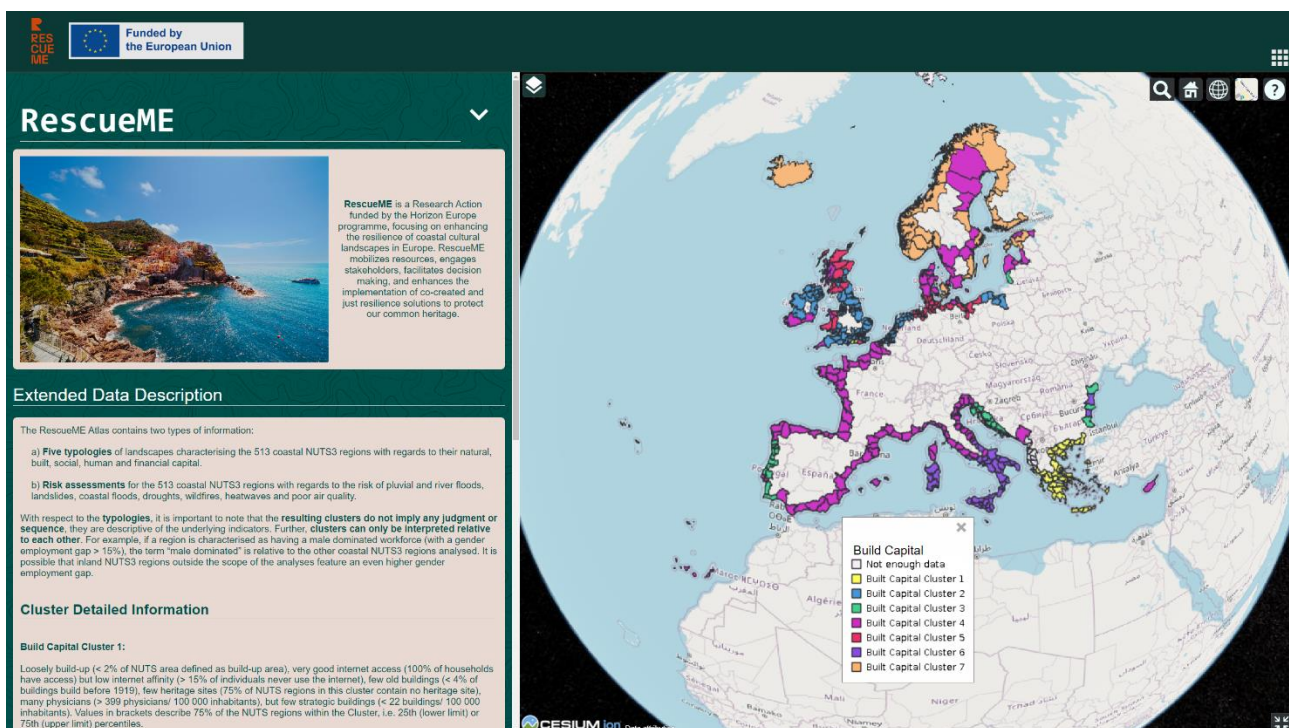 RES
CUE
ME
Funded by
the European Union
RescueME
RescueME is a Research Action
funded by the Horizon Europe
programme, focusing on enhancing
the resilience of coastal cultural
landscapes in Europe. RescueME
mobilizes resources, engages
stakeholders, facilitates decision
making, and enhances the
implementation of co-created and
just resilience solutions to protect
our common heritage.
Extended Data Description
The RescueME Atlas contains two types of information:
a) Five typologies of landscapes characterising the 513 coastal NUTS3 regions with regards to their natural,
built, social, human and financial capital.
b) Risk assessments for the 513 coastal NUTS3 regions with regards to the risk of pluvial and river floods,
landslides, coastal floods, droughts, wildfires, heatwaves and poor air quality.
With respect to the typologies, it is important to note that the resulting clusters do not imply any judgment or
sequence, they are descriptive of the underlying indicators. Further, clusters can only be interpreted relative
to each other. For example, if a region is characterised as having a male dominated workforce (with a gender
employment gap > 15%), the term "male dominated" is relative to the other coastal NUTS3 regions analysed. It is
possible that inland NUTS3 regions outside the scope of the analyses feature an even higher gender
employment gap.
Cluster Detailed Information
Build Capital Cluster 1:
Loosely build-up (< 2% of NUTS area defined as build-up area), very good internet access (100% of households
have access) but low internet affinity (> 15% of individuals never use the internet), few old buildings (< 4% of
buildings build before 1919), few heritage sites (75% of NUTS regions in this cluster contain no heritage site),
many physicians (> 399 physicians/ 100 000 inhabitants), but few strategic buildings (< 22 buildings/ 100 000
inhabitants). Values in brackets describe 75% of the NUTS regions within the Cluster, i.e. 25th (lower limit) or
75th (upper limit) percentiles.
?
Deutschland
Polska
Česko
Slovensko
Magyarország
România
France
Zagreb
España
İstanbul
Türkiye
Antalya
Algérie
Mali
Niger
Bamako
Build Capital
Not enough data
Built Capital Cluster 1
Built Capital Cluster 2
Built Capital Cluster 3
Built Capital Cluster 4
Built Capital Cluster 5
Built Capital Cluster 6
Built Capital Cluster 7
CESIUM ion
Data attribution